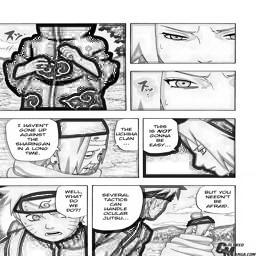 THIS IS
NOT
GONNA
BE
EASY...
THE
UCHIHA
CLAN
I HAVEN'T
GONE UP
AGAINST
THE
SHARINGAN
IN A LONG
TIME.
BUT YOU
NEEDN'T
BE
AFRAID.
SEVERAL
TACTICS
CAN
HANDLE
OCULAR
JUTSU...
WELL,
WHAT
DO WE
DO?!